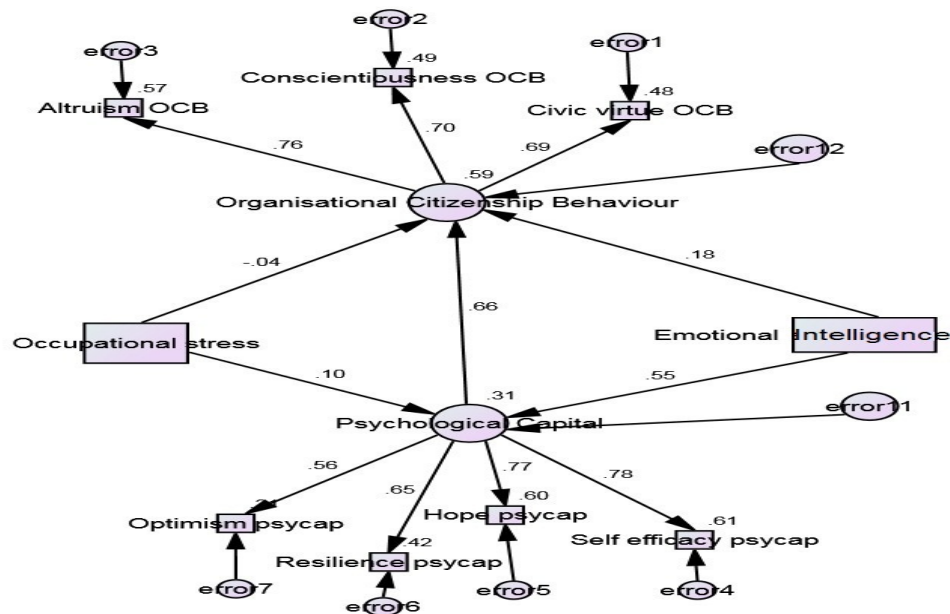 error2
error3
error1
.49
.57
Conscientiousness OCB
.48
Altruism OCB
Civic virtue OCB
.70
.76
.69
error12
.59
Organisational Citizenship Behaviour
-.04
.18
.66
Occupational stress
Emotional Intelligence
.10
.55
.31
error11
Psychological Capital
.56
.77
.78
.65
.60
Optimism psycap
Hope psycap
.61
Self efficacy psycap
.42
Resilience psycap
error7
error5
error4
error6